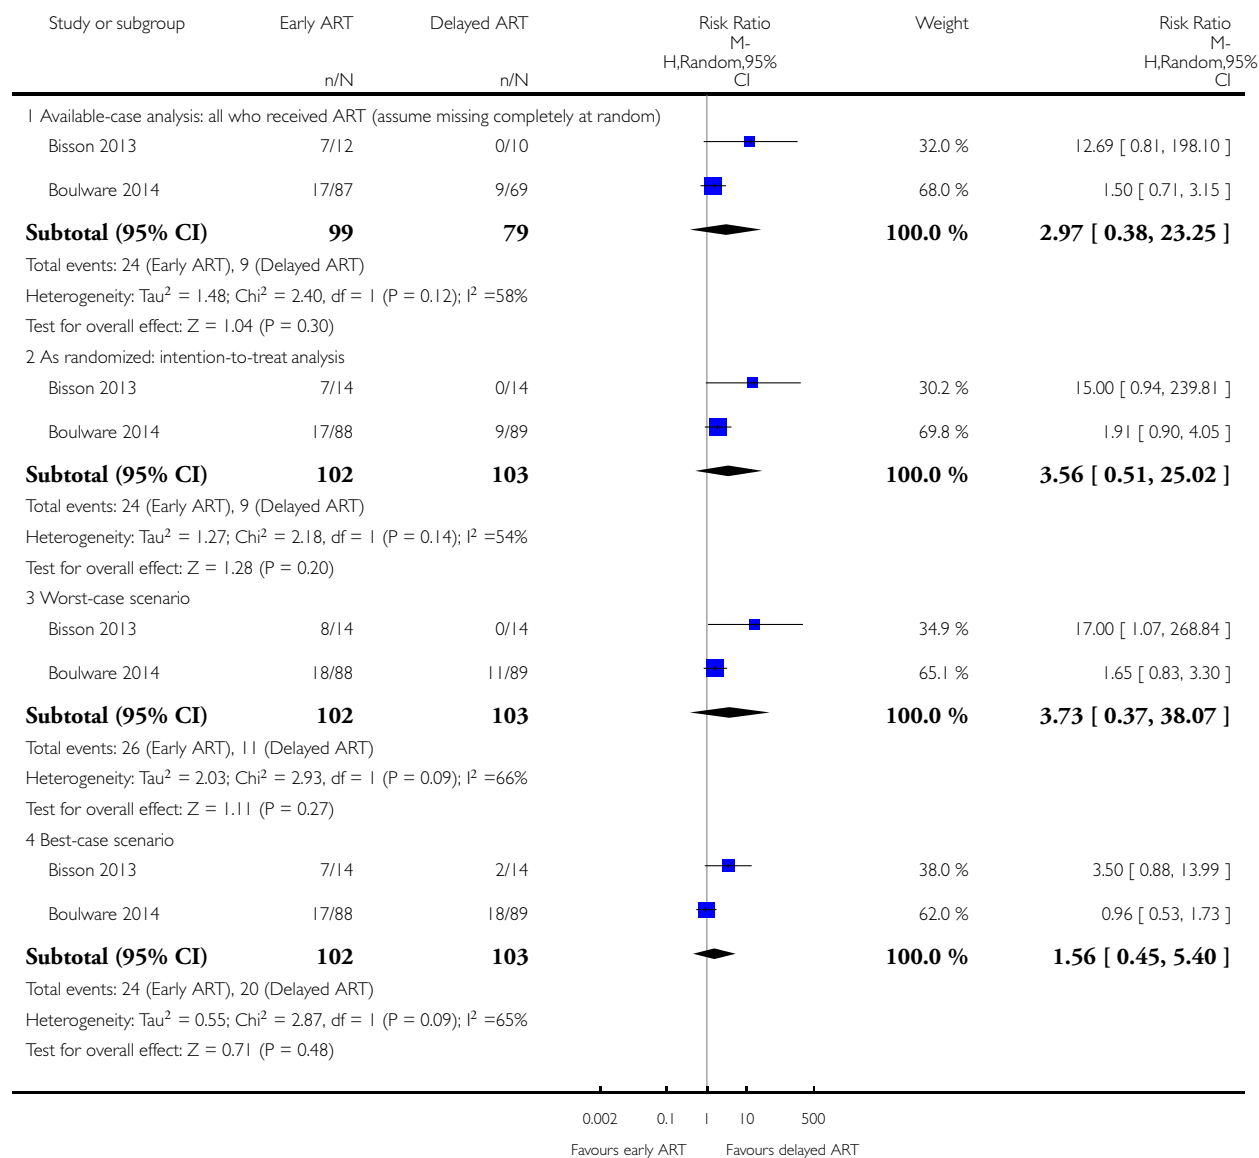 Study or subgroup Early ART Delayed ART Risk Ratio Weight Risk Ratio
M- M-
H,Random,95% H,Random,95%
n/N n/N CI CI
1 Available-case analysis: all who received ART (assume missing completely at random)
Bisson 2013 7/12 0/10 32.0 % 12.69 [ 0.81, 198.10 ]
Boulware 2014 17/87 9/69 68.0 % 1.50 [ 0.71, 3.15 ]
Subtotal (95% CI) 99 79 100.0 % 2.97 [ 0.38, 23.25 ]
Total events: 24 (Early ART), 9 (Delayed ART)
Heterogeneity: Tau² = 1.48; Chi² = 2.40, df = 1 (P = 0.12); I² =58%
Test for overall effect: Z = 1.04 (P = 0.30)
2 As randomized: intention-to-treat analysis
Bisson 2013 7/14 0/14 30.2 % 15.00 [ 0.94, 239.81 ]
Boulware 2014 17/88 9/89 69.8 % 1.91 [ 0.90, 4.05 ]
Subtotal (95% CI) 102 103 100.0 % 3.56 [ 0.51, 25.02 ]
Total events: 24 (Early ART), 9 (Delayed ART)
Heterogeneity: Tau² = 1.27; Chi² = 2.18, df = 1 (P = 0.14); I² =54%
Test for overall effect: Z = 1.28 (P = 0.20)
3 Worst-case scenario
Bisson 2013 8/14 0/14 34.9 % 17.00 [ 1.07, 268.84 ]
Boulware 2014 18/88 11/89 65.1 % 1.65 [ 0.83, 3.30 ]
Subtotal (95% CI) 102 103 100.0 % 3.73 [ 0.37, 38.07 ]
Total events: 26 (Early ART), 11 (Delayed ART)
Heterogeneity: Tau² = 2.03; Chi² = 2.93, df = 1 (P = 0.09); I² =66%
Test for overall effect: Z = 1.11 (P = 0.27)
4 Best-case scenario
Bisson 2013 7/14 2/14 38.0 % 3.50 [ 0.88, 13.99 ]
Boulware 2014 17/88 18/89 62.0 % 0.96 [ 0.53, 1.73 ]
Subtotal (95% CI) 102 103 100.0 % 1.56 [ 0.45, 5.40 ]
Total events: 24 (Early ART), 20 (Delayed ART)
Heterogeneity: Tau² = 0.55; Chi² = 2.87, df = 1 (P = 0.09); I² =65%
Test for overall effect: Z = 0.71 (P = 0.48)
0.002 0.1 1 10 500
Favours early ART Favours delayed ART